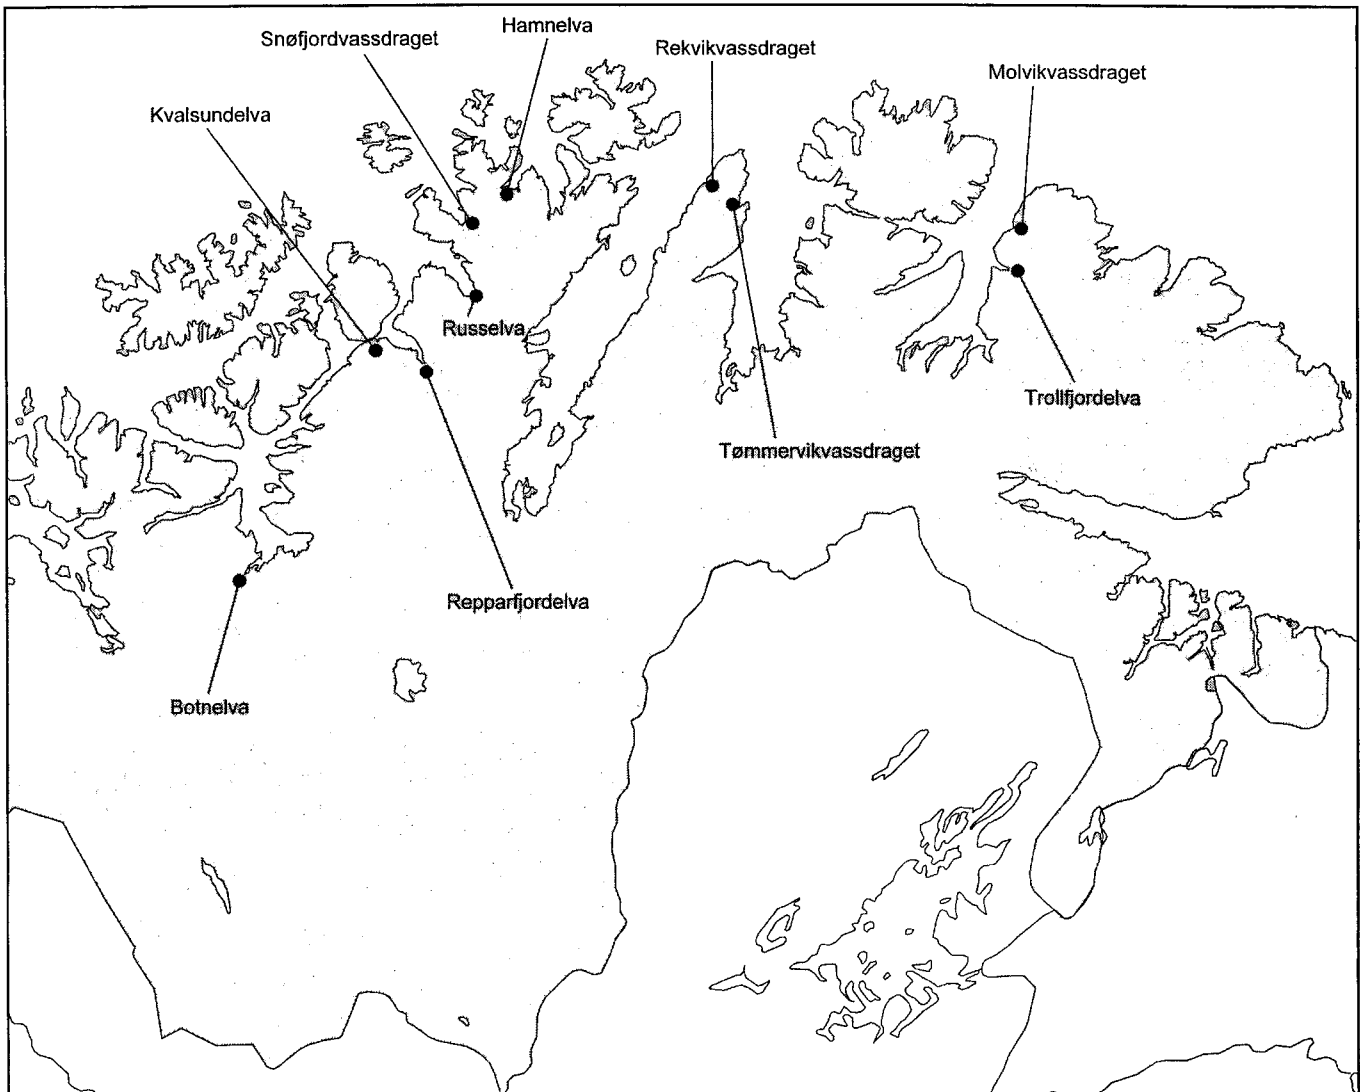 Hamnelva
Snøfjordvassdraget
Rekvikvassdraget
Molvikvassdraget
Kvalsundelva
Russelva
Trollfjordelva
Tømmervikvassdraget
Repparfjordelva
Botnelva